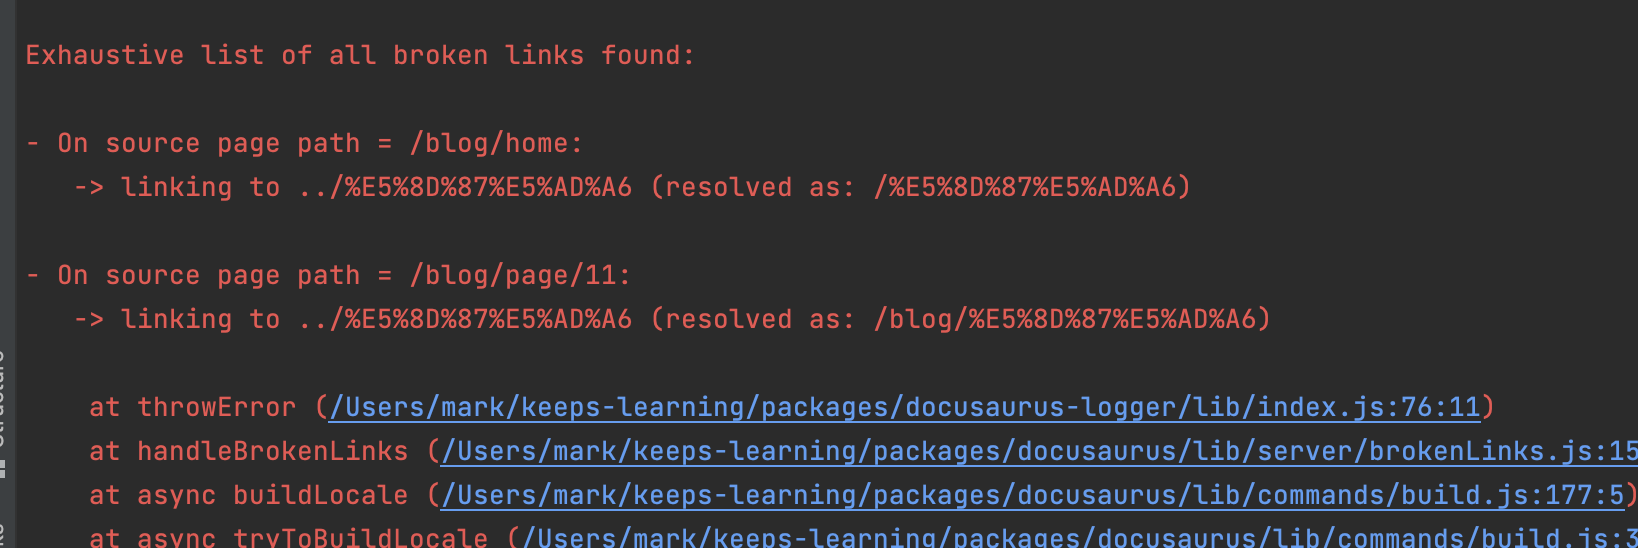 Exhaustive list of all broken links found:
- On source page path = /blog/home:
-> linking to ../%E5%8D%87%E5%AD%A6 (resolved as: /%E5%8D%87%E5%AD%A6)
- On source page path = /blog/page/11:
-> linking to ../%E5%8D%87%E5%AD%A6 (resolved as: /blog/%E5%8D%87%E5%AD%A6)
at throwError (/Users/mark/keeps-learning/packages/docusaurus-logger/lib/index.js:76:11)
at handleBrokenLinks (/Users/mark/keeps-learning/packages/docusaurus/lib/server/brokenLinks.js:15
at async buildLocale (/Users/mark/keeps-learning/packages/docusaurus/lib/commands/build.js:177:5)
at async tryToBuildLocale (/Users/mark/keeps-learning/packages/docusaurus/lib/commands/build.js:3